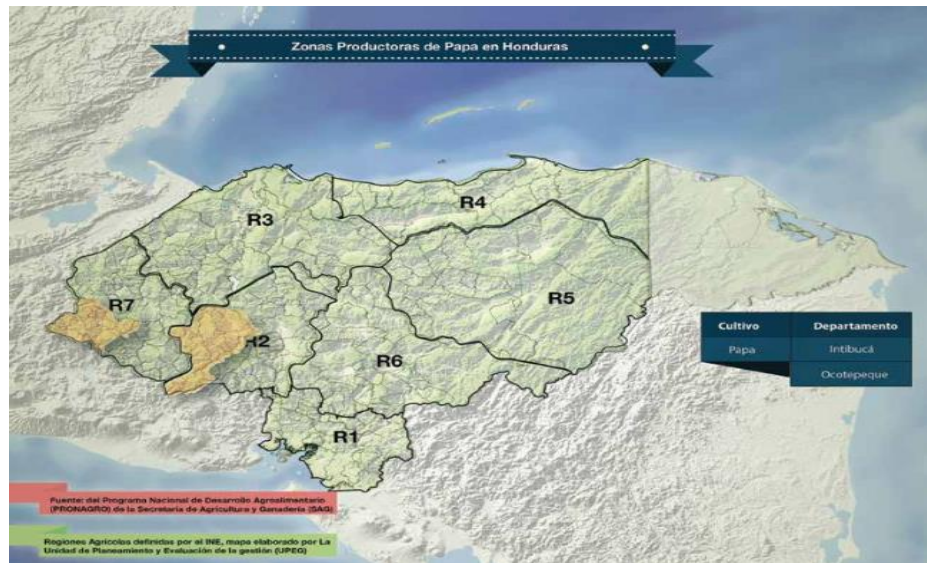 Zonas Productoras de Papa en Honduras
R3
R4
R7
R5
R2
R6
R1
Cultivo Departamento
Papa Intibucá
Ocotepeque
Fuente: del Programa Nacional de Desarrollo Agroalimentario
(PRONAGRO) de la Secretaria de Agricultura y Ganadería (SAG)
Regiones Agricolas definidas por el INE, mapa elaborado por La
Unidad de Planeamiento y Evaluación de la gestión (UPEG)